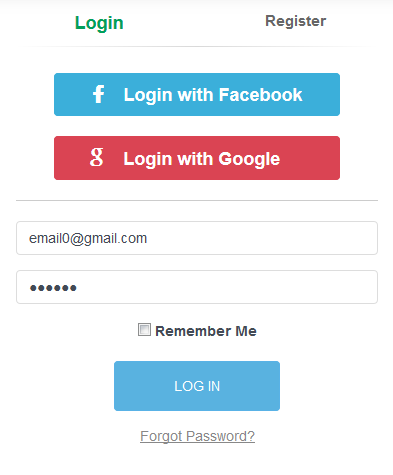 Login
Register
f Login with Facebook
g Login with Google
email0@gmail.com
••••••
Remember Me
LOG IN
Forgot Password?